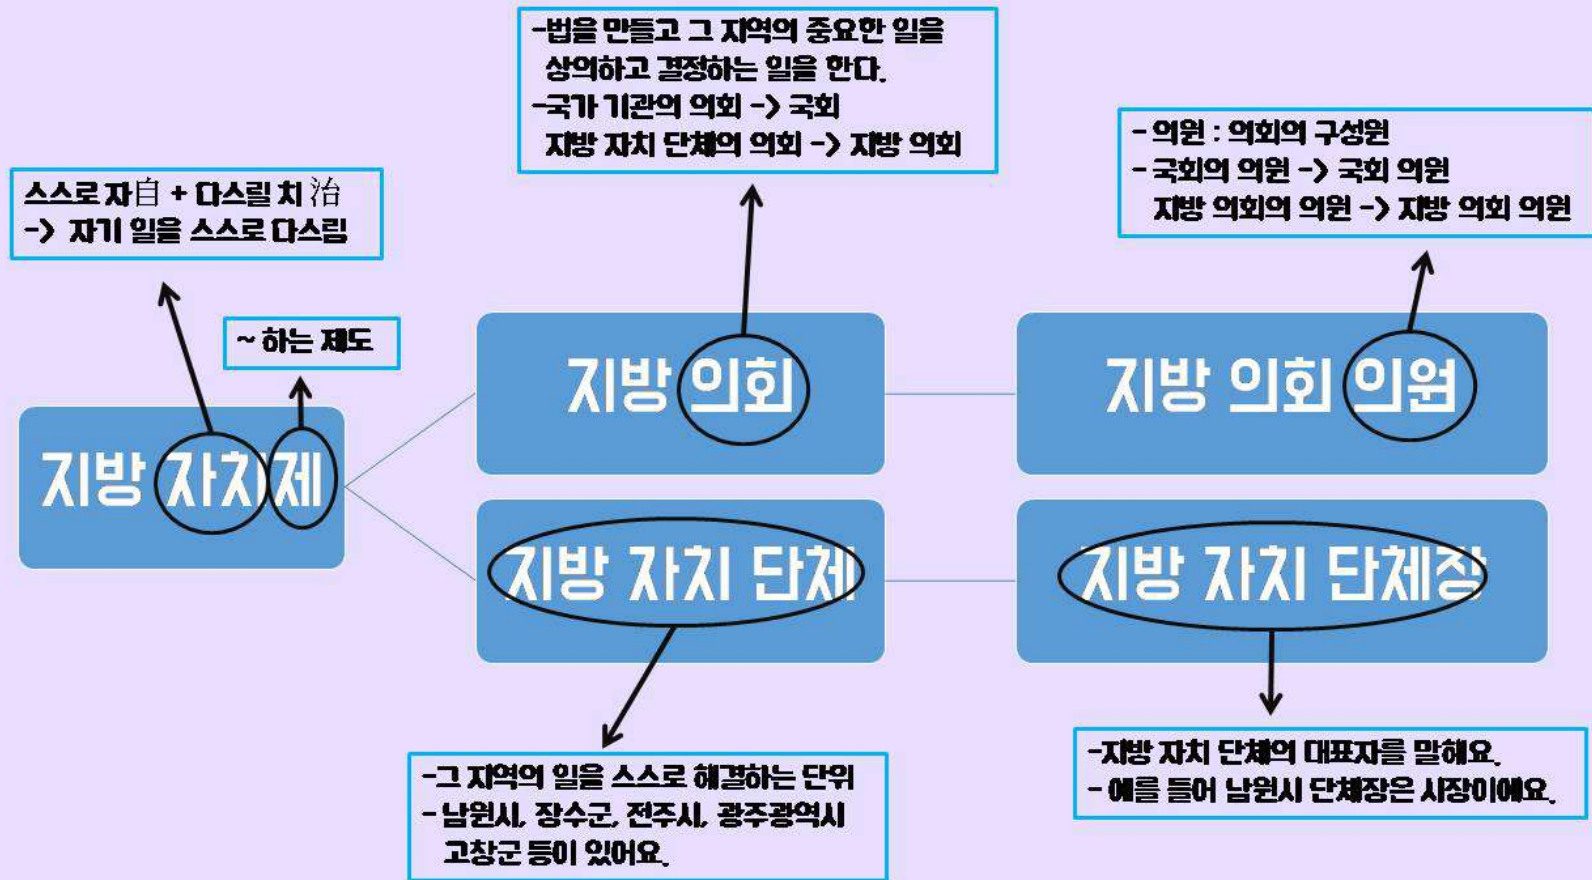 -법을 만들고 그 지역의 중요한 일을
상의하고 결정하는 일을 한다.
-국가 기관의 의회 -> 국회
지방 자치 단체의 의회 -> 지방 의회
- 의원 : 의회의 구성원
- 국회의 의원 -> 국회 의원
지방 의회의 의원 -> 지방 의회 의원
스스로 자自 + 다스릴 치 治
-> 자기 일을 스스로 다스림
~ 하는 제도
지방 자치제
지방 의회
지방 의회 의원
지방 자치 단체
지방 자치 단체장
-그 지역의 일을 스스로 해결하는 단위
- 남원시, 장수군, 전주시, 광주광역시
고창군 등이 있어요.
-지방 자치 단체의 대표자를 말해요.
- 예를 들어 남원시 단체장은 시장이에요.